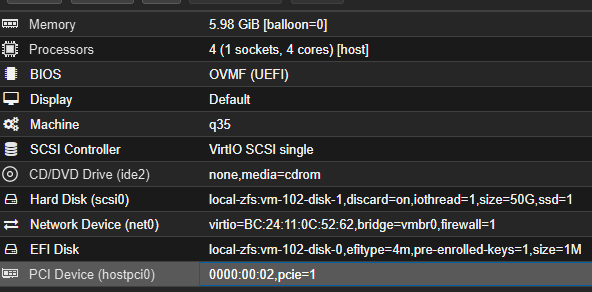 Memory 5.98 GiB [balloon=0]
Processors 4 (1 sockets, 4 cores) [host]
BIOS OVMF (UEFI)
Display Default
Machine q35
SCSI Controller VirtIO SCSI single
CD/DVD Drive (ide2) none,media=cdrom
Hard Disk (scsi0) local-zfs:vm-102-disk-1,discard=on,iothread=1,size=50G,ssd=1
Network Device (net0) virtio=BC:24:11:0C:52:62,bridge=vmbr0,firewall=1
EFI Disk local-zfs:vm-102-disk-0,efitype=4m,pre-enrolled-keys=1,size=1M
PCI Device (hostpci0) 0000:00:02,pcie=1